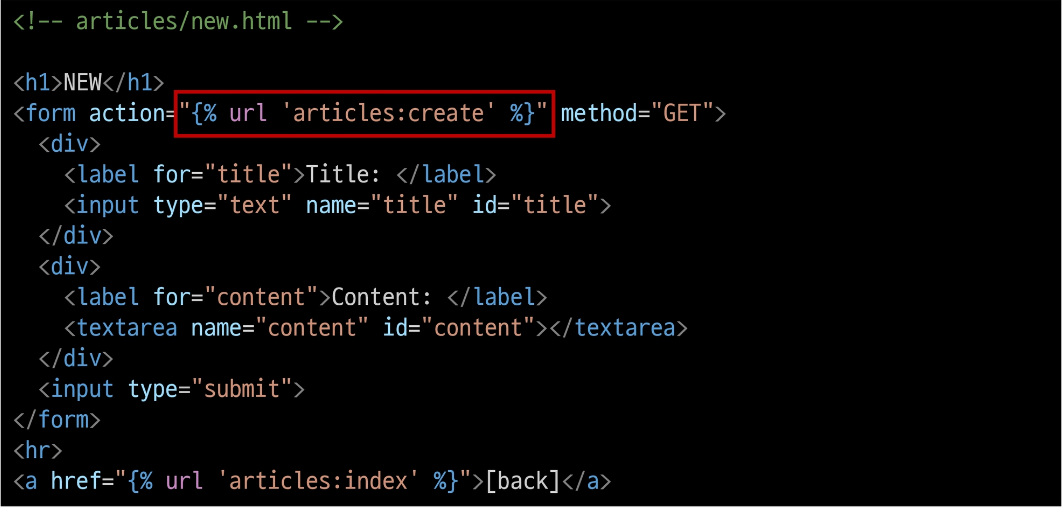 <!-- articles/new.html -->
<h1>NEW</h1>
<form action="{% url 'articles:create' %}" method="GET">
<div>
<label for="title">Title: </label>
<input type="text" name="title" id="title">
</div>
<div>
<label for="content">Content: </label>
<textarea name="content" id="content"></textarea>
</div>
<input type="submit">
</form>
<hr>
<a href="{% url 'articles:index' %}">[back]</a>